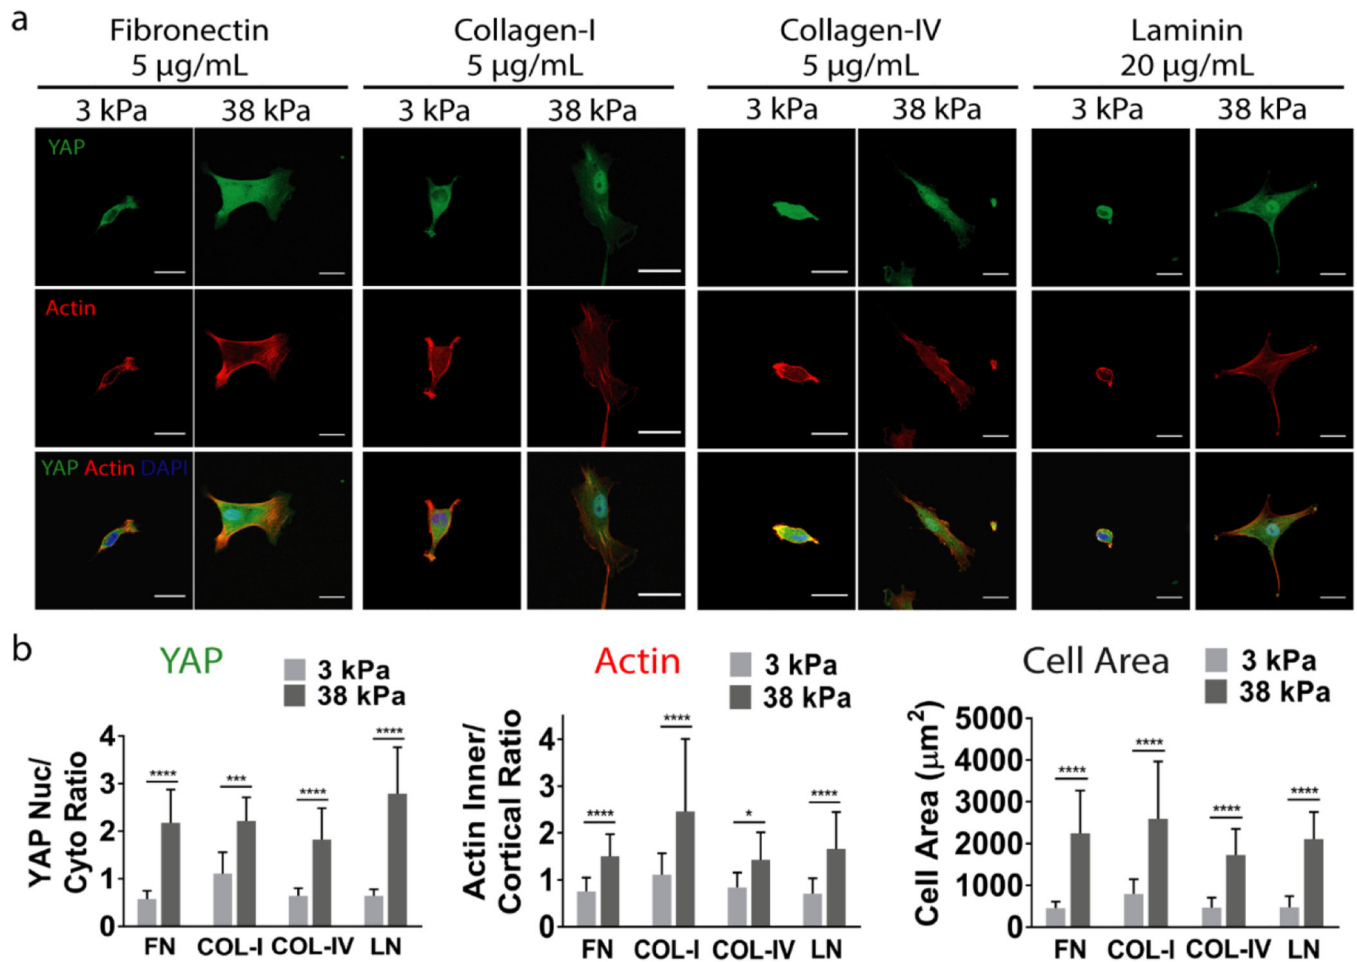 a
Fibronectin
5 μg/mL
Collagen-I
5 μg/mL
Collagen-IV
5 μg/mL
Laminin
20 μg/mL
3 kPa 38 kPa 3 kPa 38 kPa 3 kPa 38 kPa 3 kPa 38 kPa
YAP
Actin
YAP Actin DAPI
b
YAP
3 kPa
38 kPa
YAP Nuc/
Cyto Ratio
4
3
2
1
0
****
***
****
****
FN COL-I COL-IV LN
Actin
3 kPa
38 kPa
Actin Inner/
Cortical Ratio
4
3
2
1
0
****
****
*
****
FN COL-I COL-IV LN
Cell Area
3 kPa
38 kPa
Cell Area (μm²)
5000
4000
3000
2000
1000
0
****
****
****
****
FN COL-I COL-IV LN